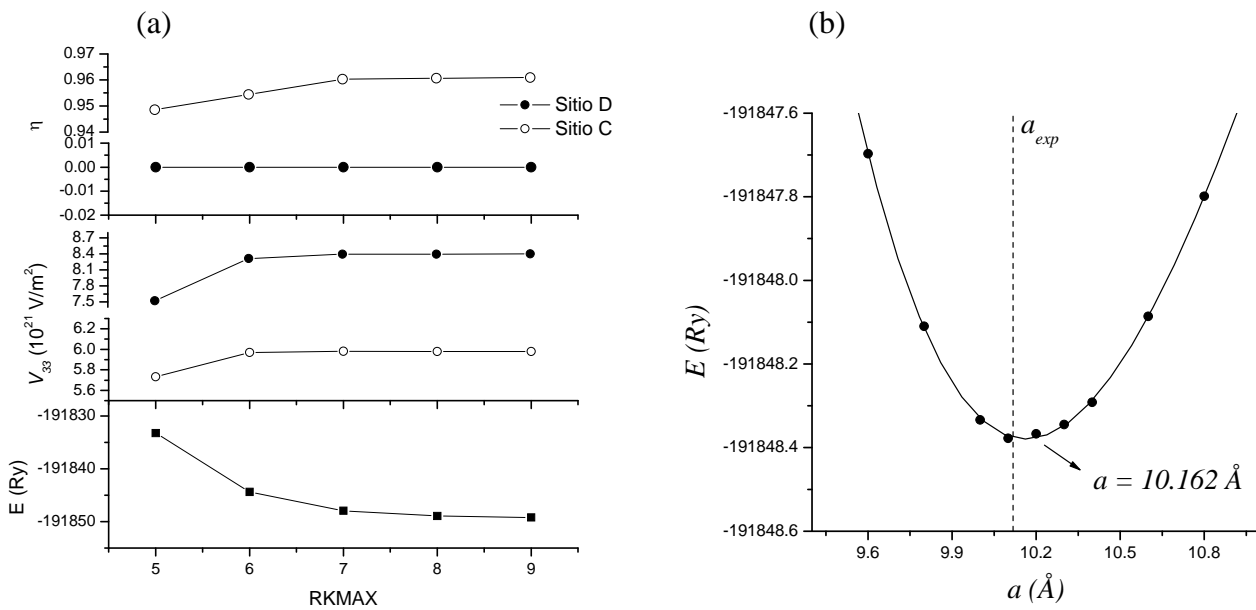 (a)
0.97
0.96
0.95
0.94
0.01
0.00
-0.01
-0.02
η
Sitio D
Sitio C
8.7
8.4
8.1
7.8
7.5
6.2
6.0
5.8
5.6
V33 (10^21 V/m^2)
-191830
-191840
-191850
E (Ry)
5 6 7 8 9
RKMAX
(b)
-191847.6
-191847.8
-191848.0
-191848.2
-191848.4
-191848.6
E (Ry)
a_exp
a = 10.162 Å
9.6 9.9 10.2 10.5 10.8
a (Å)